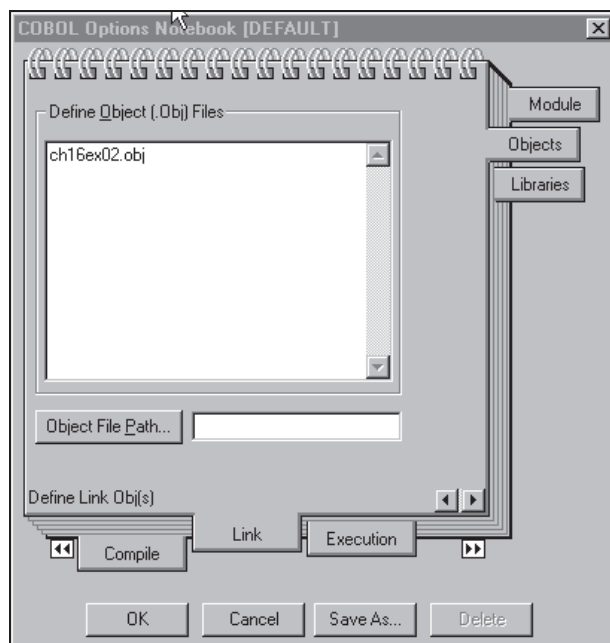 COBOL Options Notebook [DEFAULT]
Module
Define Object (.Obj) Files
Objects
ch16ex02.obj
Libraries
Object File Path...
Define Link Obj(s)
Compile
Link
Execution
OK
Cancel
Save As...
Delete